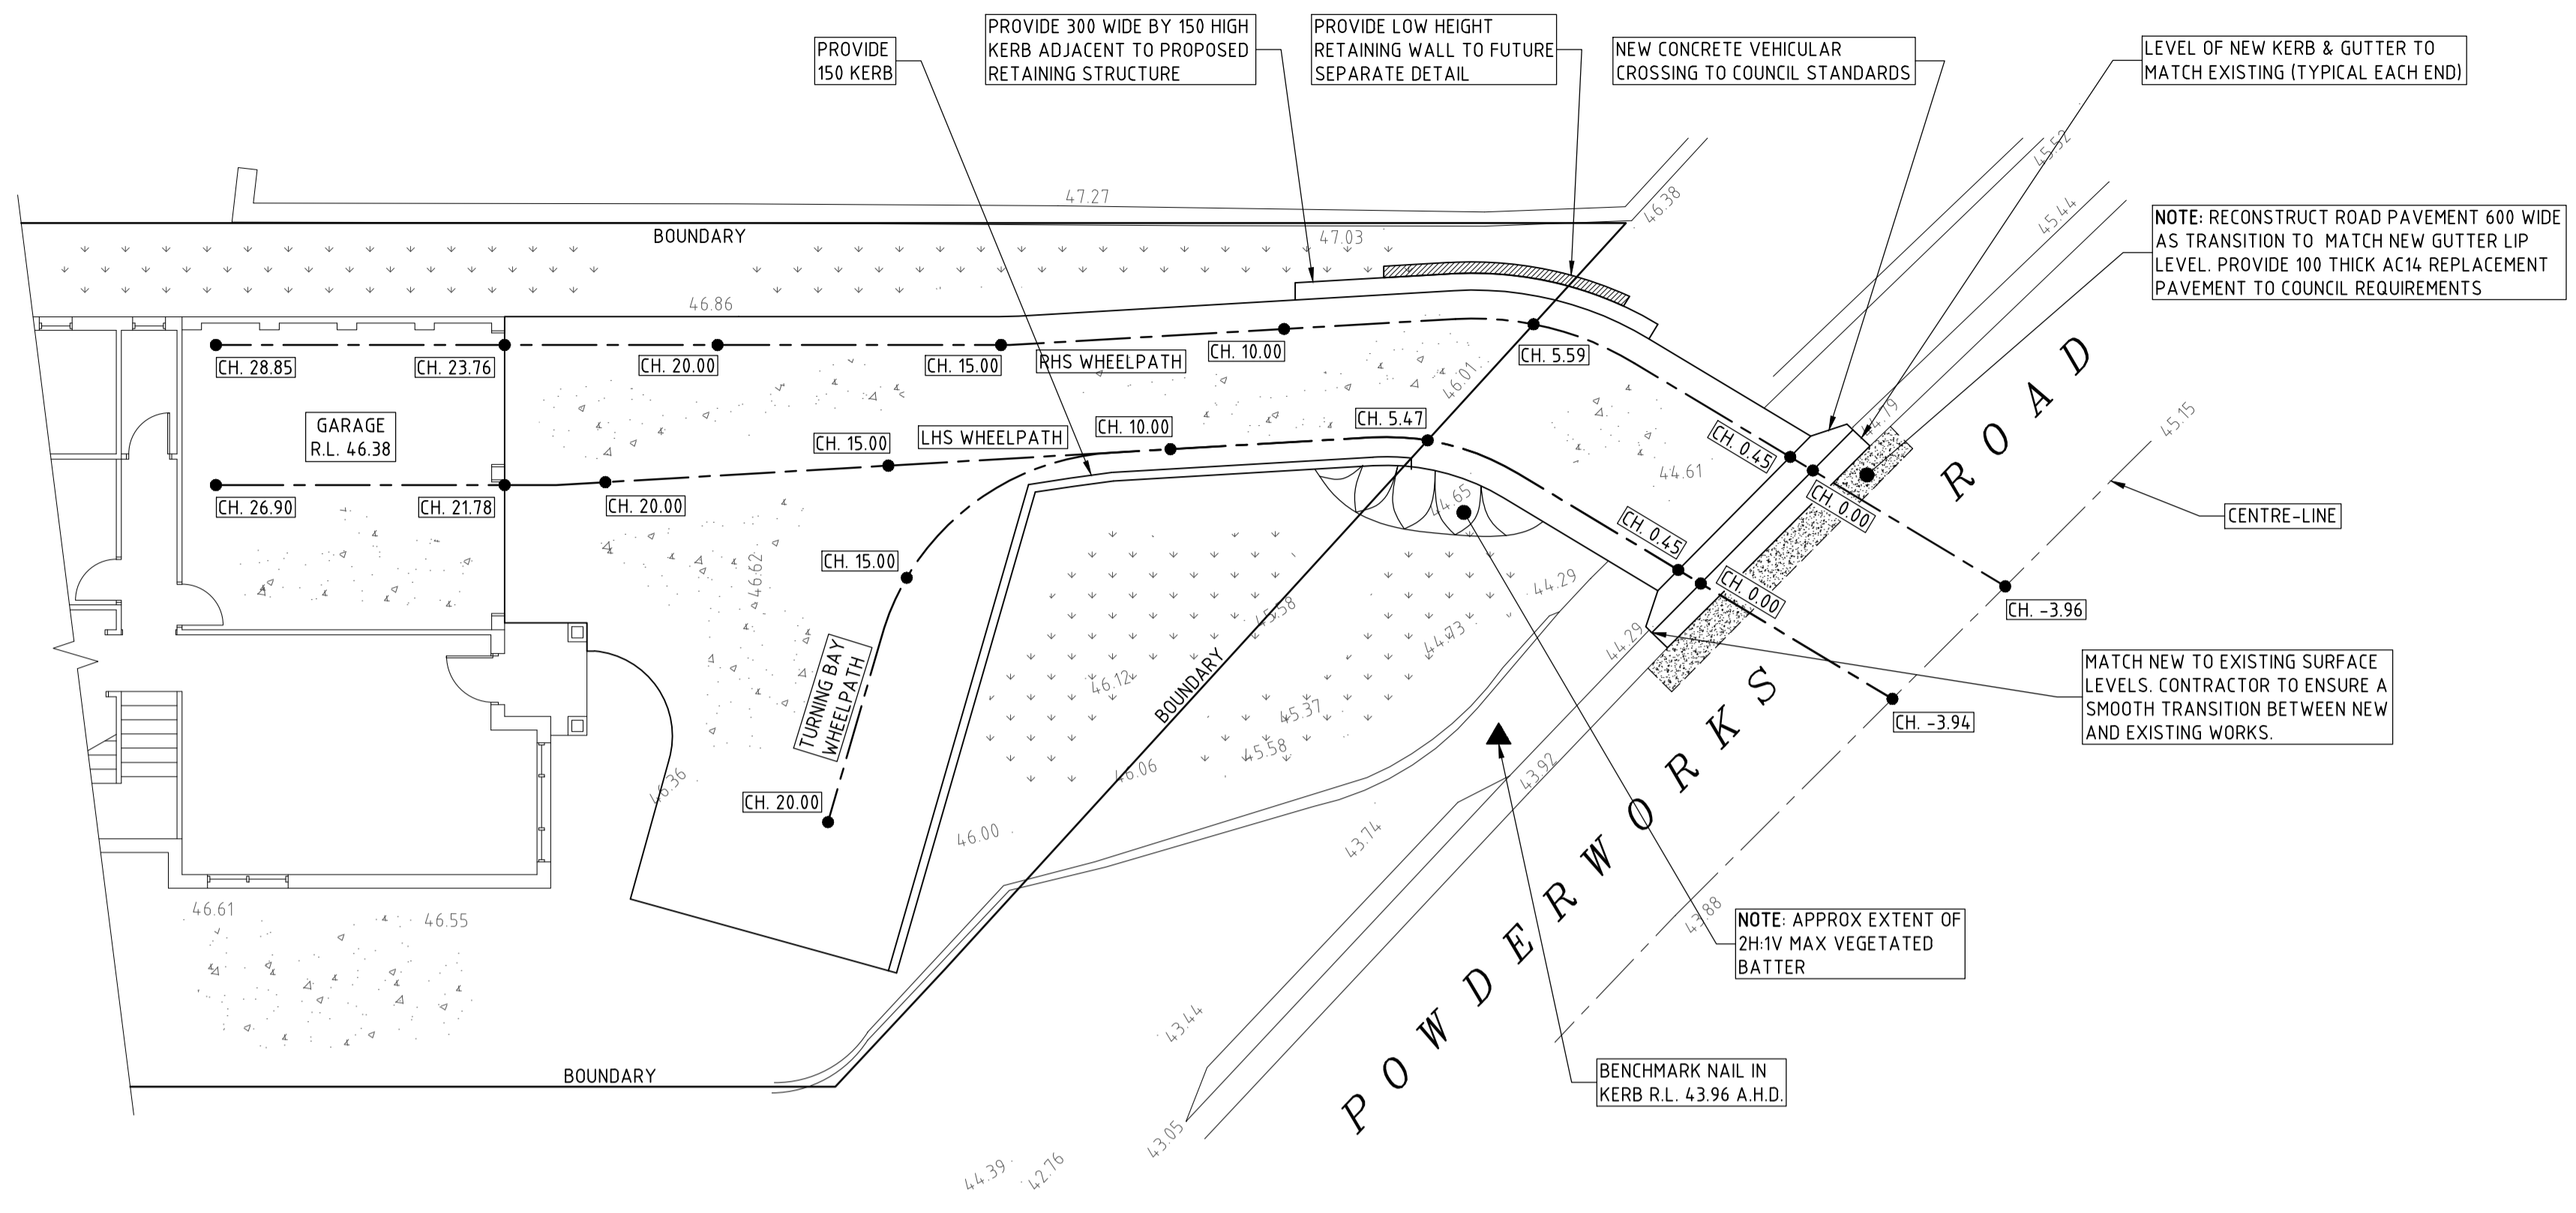 PROVIDE
150 KERB
PROVIDE 300 WIDE BY 150 HIGH
KERB ADJACENT TO PROPOSED
RETAINING STRUCTURE
PROVIDE LOW HEIGHT
RETAINING WALL TO FUTURE
SEPARATE DETAIL
NEW CONCRETE VEHICULAR
CROSSING TO COUNCIL STANDARDS
LEVEL OF NEW KERB & GUTTER TO
MATCH EXISTING (TYPICAL EACH END)
NOTE: RECONSTRUCT ROAD PAVEMENT 600 WIDE
AS TRANSITION TO MATCH NEW GUTTER LIP
LEVEL. PROVIDE 100 THICK AC14 REPLACEMENT
PAVEMENT TO COUNCIL REQUIREMENTS
45.52
45.44
47.27
46.38
BOUNDARY
47.03
46.86
CH. 28.85
CH. 23.76
CH. 20.00
CH. 15.00
RHS WHEELPATH
CH. 10.00
CH. 5.59
46.01
GARAGE
R.L. 46.38
CH. 15.00
LHS WHEELPATH
CH. 10.00
CH. 5.47
CH. 0.45
44.79
45.15
CH. 26.90
CH. 21.78
CH. 20.00
44.65
44.61
CH. 0.00
CENTRE-LINE
CH. 0.45
CH. 15.00
46.62
44.29
CH. 0.00
CH. -3.96
45.58
44.73
44.29
TURNING BAY
WHEELPATH
46.12
BOUNDARY
45.37
45.58
46.06
MATCH NEW TO EXISTING SURFACE
LEVELS. CONTRACTOR TO ENSURE A
SMOOTH TRANSITION BETWEEN NEW
AND EXISTING WORKS.
CH. -3.94
46.36
CH. 20.00
46.00
43.92
43.74
POWDERWORKS ROAD
43.88
46.61
46.55
NOTE: APPROX EXTENT OF
2H:1V MAX VEGETATED
BATTER
43.44
BOUNDARY
BENCHMARK NAIL IN
KERB R.L. 43.96 A.H.D.
43.05
44.39
42.76